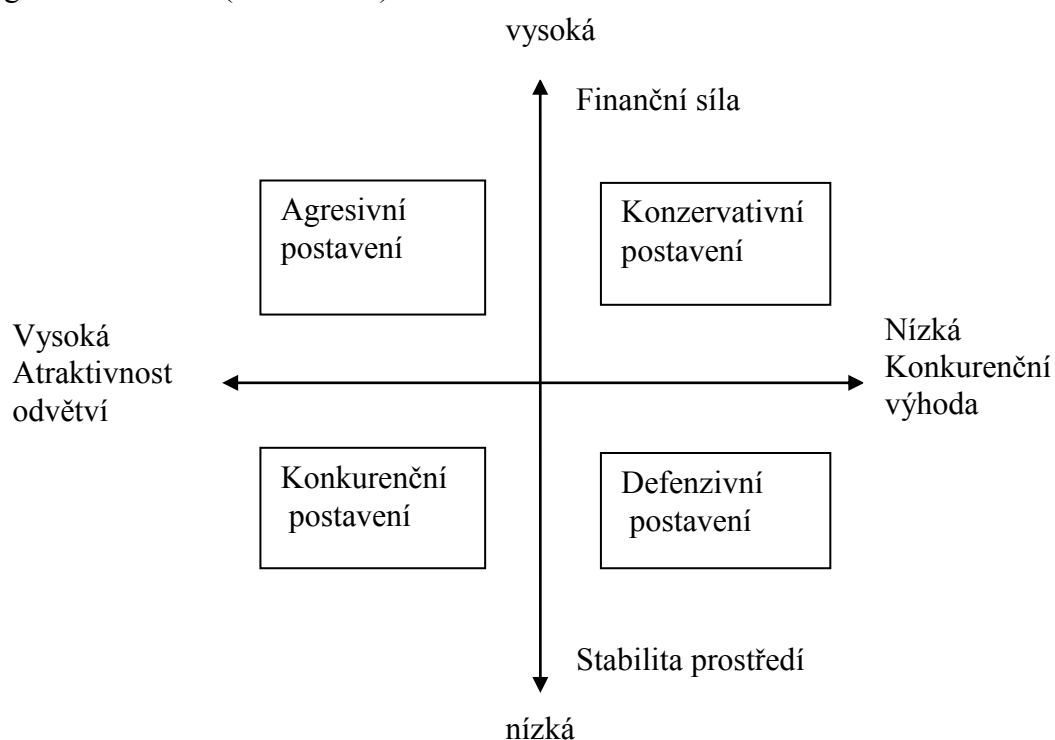 vysoká
Finanční síla
Agresivní
postavení
Konzervativní
postavení
Vysoká
Atraktivnost
odvětví
Nízká
Konkurenční
výhoda
Konkurenční
postavení
Defenzivní
postavení
Stabilita prostředí
nízká